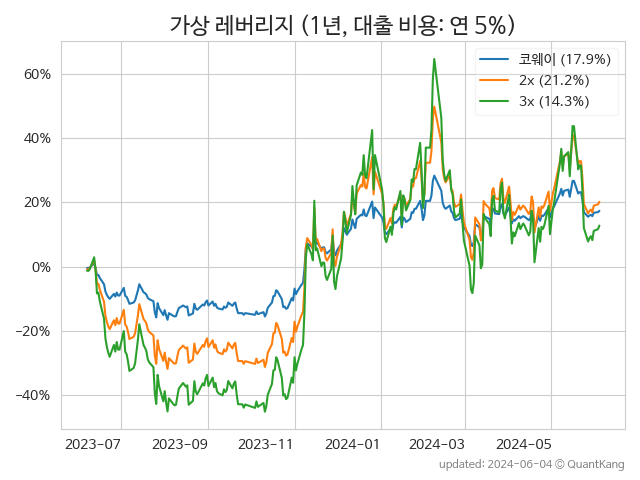 가상 레버리지 (1년, 대출 비용: 연 5%)
코웨이 (17.9%)
2x (21.2%)
3x (14.3%)
60%
40%
20%
0%
−20%
−40%
2023-07 2023-09 2023-11 2024-01 2024-03 2024-05
updated: 2024-06-04 © QuantKang